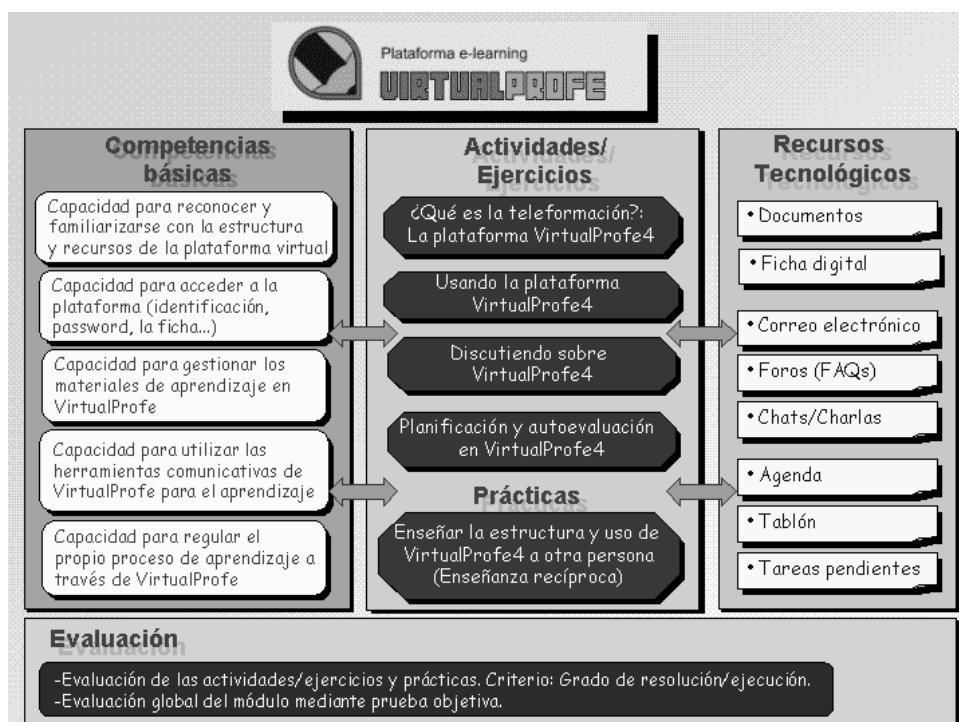 Plataforma e-learning
VIRTUALPROFE
Competencias
básicas
Capacidad para reconocer y
familiarizarse con la estructura
y recursos de la plataforma virtual
Capacidad para acceder a la
plataforma (identificación,
password, la ficha...)
Capacidad para gestionar los
materiales de aprendizaje en
VirtualProfe
Capacidad para utilizar las
herramientas comunicativas de
VirtualProfe para el aprendizaje
Capacidad para regular el
propio proceso de aprendizaje a
través de VirtualProfe
Actividades/
Ejercicios
¿Qué es la teleformación?:
La plataforma VirtualProfe4
Usando la plataforma
VirtualProfe4
Discutiendo sobre
VirtualProfe4
Planificación y autoevaluación
en VirtualProfe4
Prácticas
Enseñar la estructura y uso de
VirtualProfe4 a otra persona
(Enseñanza recíproca)
Recursos
Tecnológicos
• Documentos
• Ficha digital
• Correo electrónico
• Foros (FAQs)
• Chats/Charlas
• Agenda
• Tablón
• Tareas pendientes
Evaluación
-Evaluación de las actividades/ejercicios y prácticas. Criterio: Grado de resolución/ejecución.
-Evaluación global del módulo mediante prueba objetiva.